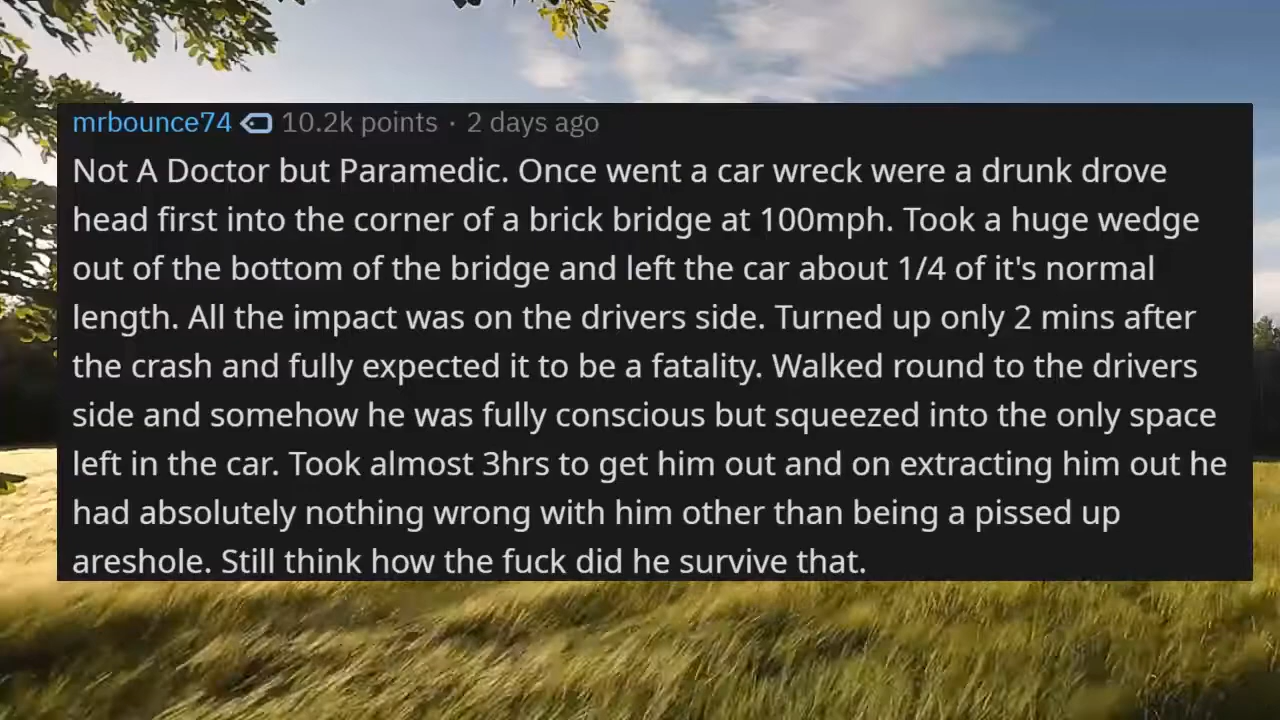 mrbounce74 10.2k points · 2 days ago
Not A Doctor but Paramedic. Once went a car wreck were a drunk drove
head first into the corner of a brick bridge at 100mph. Took a huge wedge
out of the bottom of the bridge and left the car about 1/4 of it's normal
length. All the impact was on the drivers side. Turned up only 2 mins after
the crash and fully expected it to be a fatality. Walked round to the drivers
side and somehow he was fully conscious but squeezed into the only space
left in the car. Took almost 3hrs to get him out and on extracting him out he
had absolutely nothing wrong with him other than being a pissed up
areshole. Still think how the fuck did he survive that.